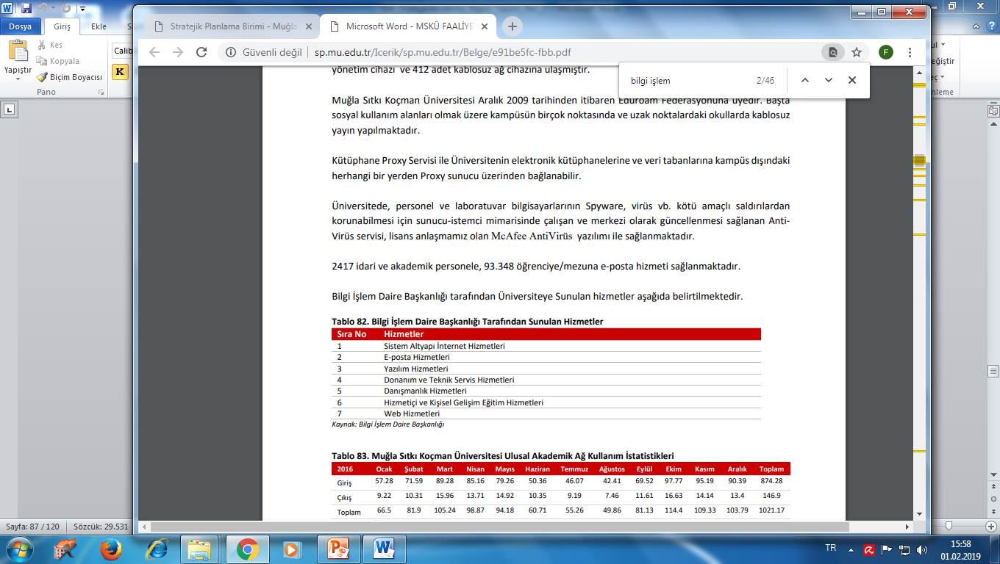 Dosya
Giriş
Ekle
Kes
Kopyala
Biçim Boyacısı
Yapıştır
Pano
Calib
K
Stratejik Planlama Birimi - Muğla
Microsoft Word - MSKÜ FAALİYE
Güvenli değil
sp.mu.edu.tr/Icerik/sp.mu.edu.tr/Belge/e91be5fc-fbb.pdf
F
bilgi işlem 2/46
yönetim cihazı ve 412 adet kablosuz ağ cihazına ulaşmıştır.
Muğla Sıtkı Koçman Üniversitesi Aralık 2009 tarihinden itibaren Eduroam Federasyonuna üyedir. Başta
sosyal kullanım alanları olmak üzere kampüsün birçok noktasında ve uzak noktalardaki okullarda kablosuz
yayın yapılmaktadır.
Kütüphane Proxy Servisi ile Üniversitenin elektronik kütüphanelerine ve veri tabanlarına kampüs dışındaki
herhangi bir yerden Proxy sunucu üzerinden bağlanabilir.
Üniversitede, personel ve laboratuvar bilgisayarlarının Spyware, virüs vb. kötü amaçlı saldırılardan
korunabilmesi için sunucu-istemci mimarisinde çalışan ve merkezi olarak güncellenmesi sağlanan Anti-
Virüs servisi, lisans anlaşmamız olan McAfee AntiVirüs yazılımı ile sağlanmaktadır.
2417 idari ve akademik personele, 93.348 öğrenciye/mezuna e-posta hizmeti sağlanmaktadır.
Bilgi İşlem Daire Başkanlığı tarafından Üniversiteye Sunulan hizmetler aşağıda belirtilmektedir.
Tablo 82. Bilgi İşlem Daire Başkanlığı Tarafından Sunulan Hizmetler
Sıra No Hizmetler
1 Sistem Altyapı İnternet Hizmetleri
2 E-posta Hizmetleri
3 Yazılım Hizmetleri
4 Donanım ve Teknik Servis Hizmetleri
5 Danışmanlık Hizmetleri
6 Hizmetiçi ve Kişisel Gelişim Eğitim Hizmetleri
7 Web Hizmetleri
Kaynak: Bilgi İşlem Daire Başkanlığı
Tablo 83. Muğla Sıtkı Koçman Üniversitesi Ulusal Akademik Ağ Kullanım İstatistikleri
2016 Ocak Şubat Mart Nisan Mayıs Haziran Temmuz Ağustos Eylül Ekim Kasım Aralık Toplam
Giriş 57.28 71.59 89.28 85.16 79.26 50.36 46.07 42.41 69.52 97.77 95.19 90.39 874.28
Çıkış 9.22 10.31 15.96 13.71 14.92 10.35 9.19 7.46 11.61 16.63 14.14 13.4 146.9
Toplam 66.5 81.9 105.24 98.87 94.18 60.71 55.26 49.86 81.13 114.4 109.33 103.79 1021.17
Sayfa: 87 / 120 Sözcük: 29.531
TR
15:58
01.02.2019